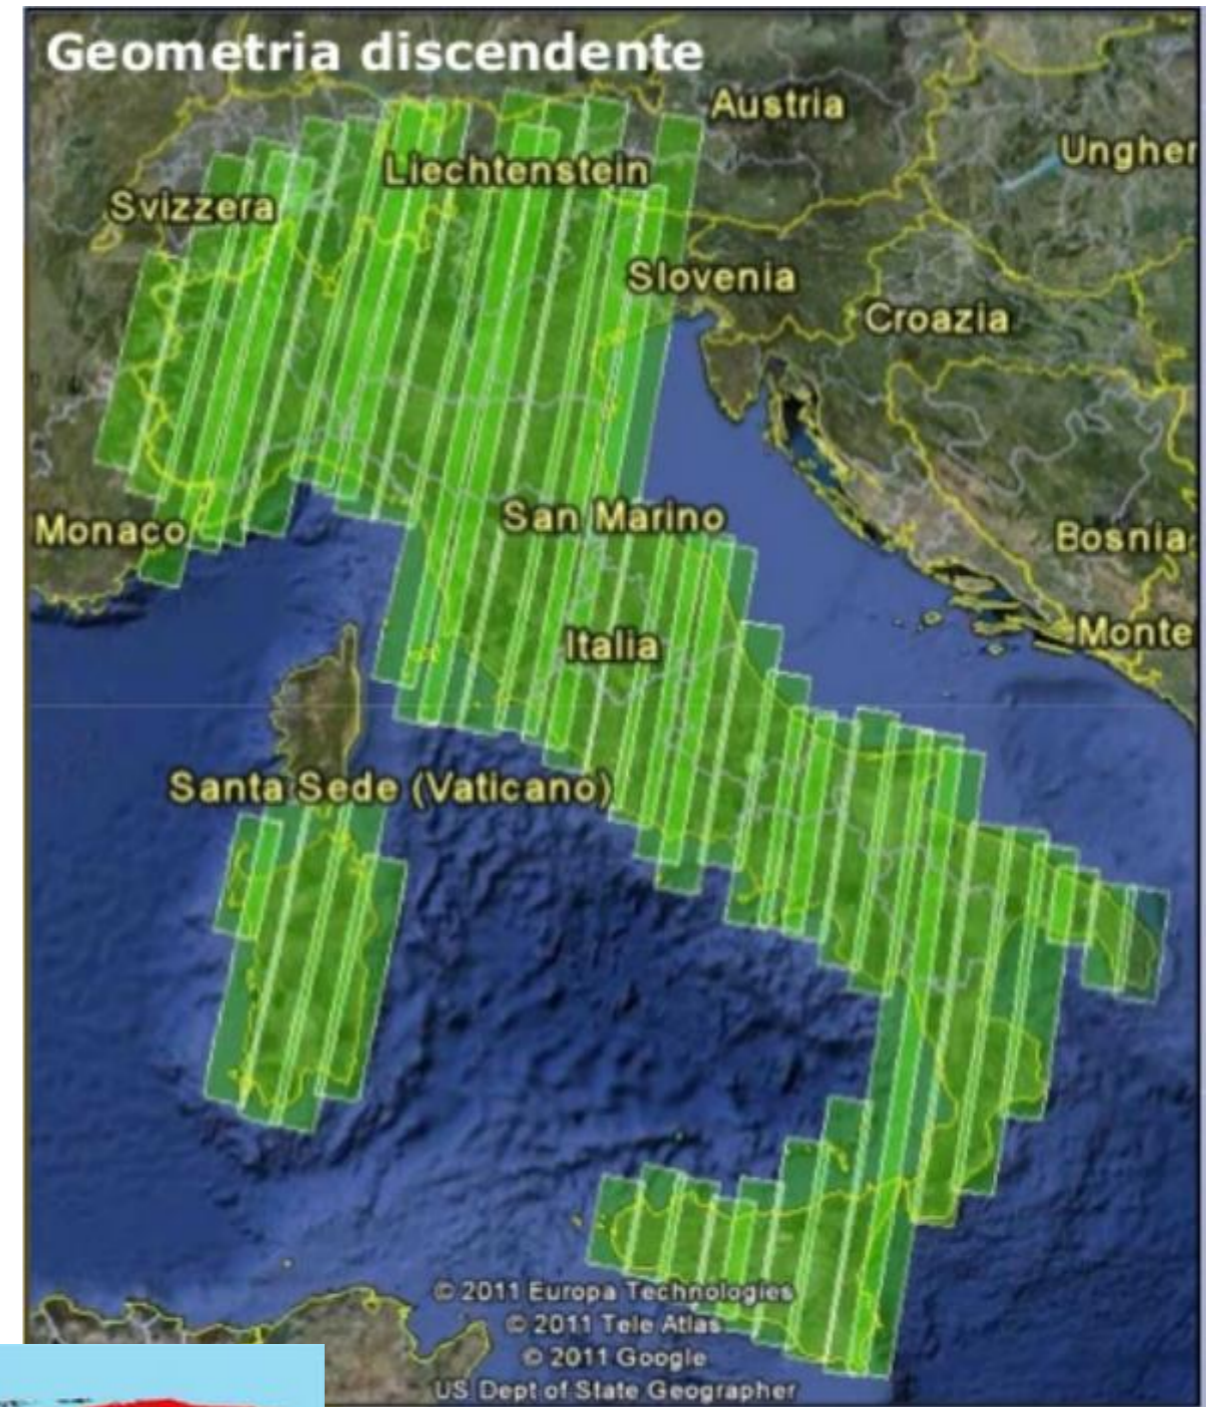 Geometria discendente
Austria
Ungher
Liechtenstein
Svizzera
Slovenia
Croazia
San Marino
Monaco
Bosnia
Monte
Italia
Santa Sede (Vaticano)
© 2011 Europa Technologies
© 2011 Tele Atlas
© 2011 Google
US Dept of State Geographer